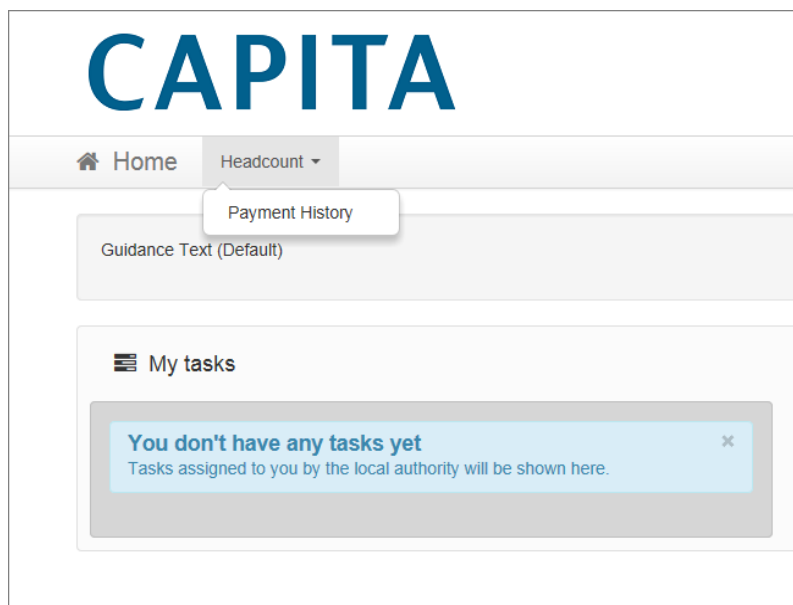 CAPITA
Home Headcount
Payment History
Guidance Text (Default)
My tasks
You don't have any tasks yet
Tasks assigned to you by the local authority will be shown here.